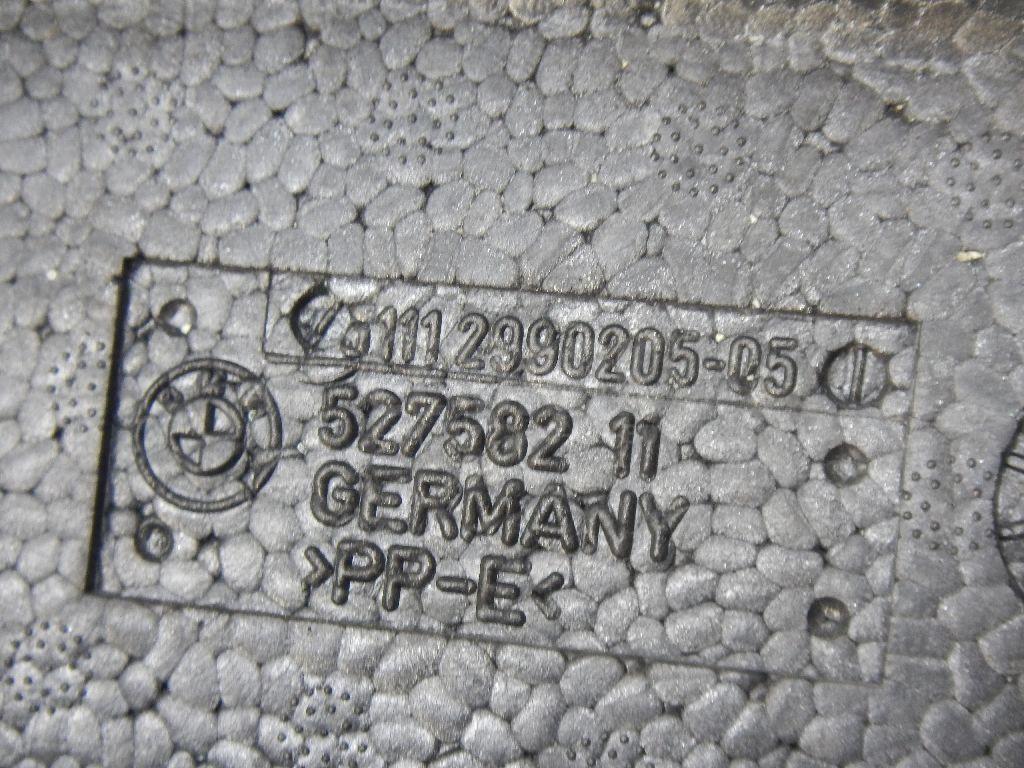 5111 2990205-05
527582 11
GERMANY
>PP-E<